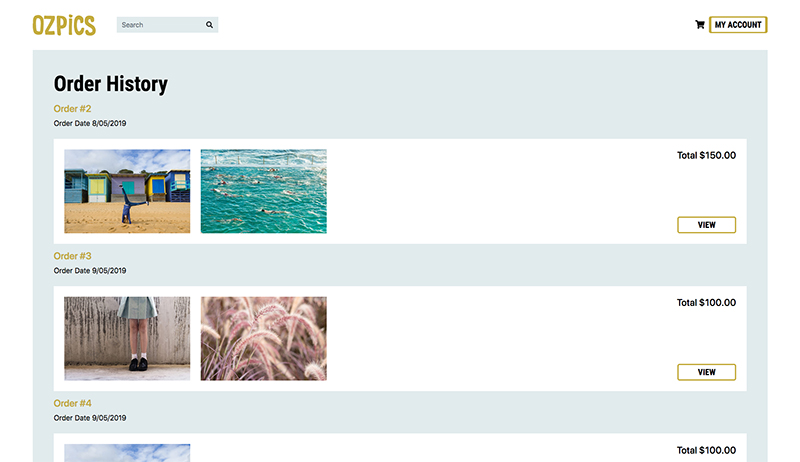 OZPiCS
Search
MY ACCOUNT
Order History
Order #2
Order Date 8/05/2019
Total $150.00
VIEW
Order #3
Order Date 9/05/2019
Total $100.00
VIEW
Order #4
Order Date 9/05/2019
Total $100.00